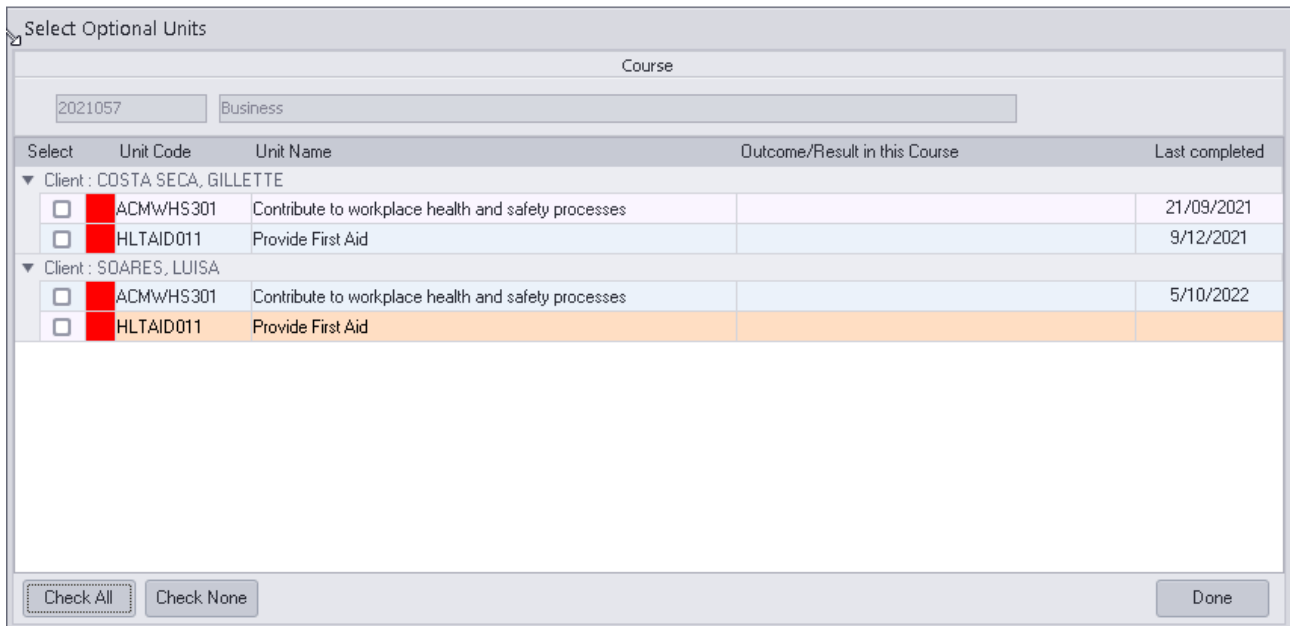 Select Optional Units
Course
2021057 Business
Select Unit Code Unit Name Outcome/Result in this Course Last completed
Client : COSTA SECA, GILLETTE
ACMWHS301 Contribute to workplace health and safety processes 21/09/2021
HLTAID011 Provide First Aid 9/12/2021
Client : SOARES, LUISA
ACMWHS301 Contribute to workplace health and safety processes 5/10/2022
HLTAID011 Provide First Aid
Check All Check None Done